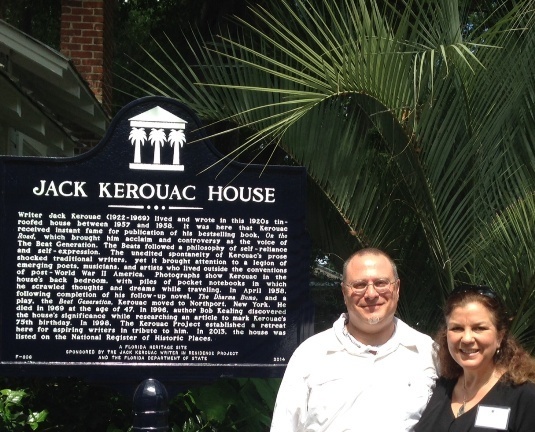 JACK KEROUAC HOUSE
Writer Jack Kerouac (1922-1969) lived and wrote in this 1920s tin-
roofed house between 1957 and 1958. It was here that Kerouac
received instant fame for publication of his bestselling book, On the
Road, which brought him acclaim and controversy as the voice of
The Beat Generation. The Beats followed a philosophy of self-reliance
and self-expression. The unedited spontaneity of Kerouac's prose
shocked traditional writers, yet it brought attention to a legion of
emerging poets, musicians, and artists who lived outside the conventions
of post-World War II America. Photographs show Kerouac in the
house's back bedroom, with piles of pocket notebooks in which
he scrawled thoughts and dreams while traveling. In April 1958,
following completion of his follow-up novel, The Dharma Bums, and a
play, the Beat Generation, Kerouac moved to Northport, New York. He
died in 1969 at the age of 47. In 1996, author Bob Kealing discovered
the house's significance while researching an article to mark Kerouac's
75th birthday. In 1998, The Kerouac Project established a retreat
here for aspiring writers in tribute to him. In 2013, the house was
listed on the National Register of Historic Places.
A FLORIDA HERITAGE SITE
SPONSORED BY THE JACK KEROUAC WRITER IN RESIDENCE PROJECT
AND THE FLORIDA DEPARTMENT OF STATE
F-806 2014